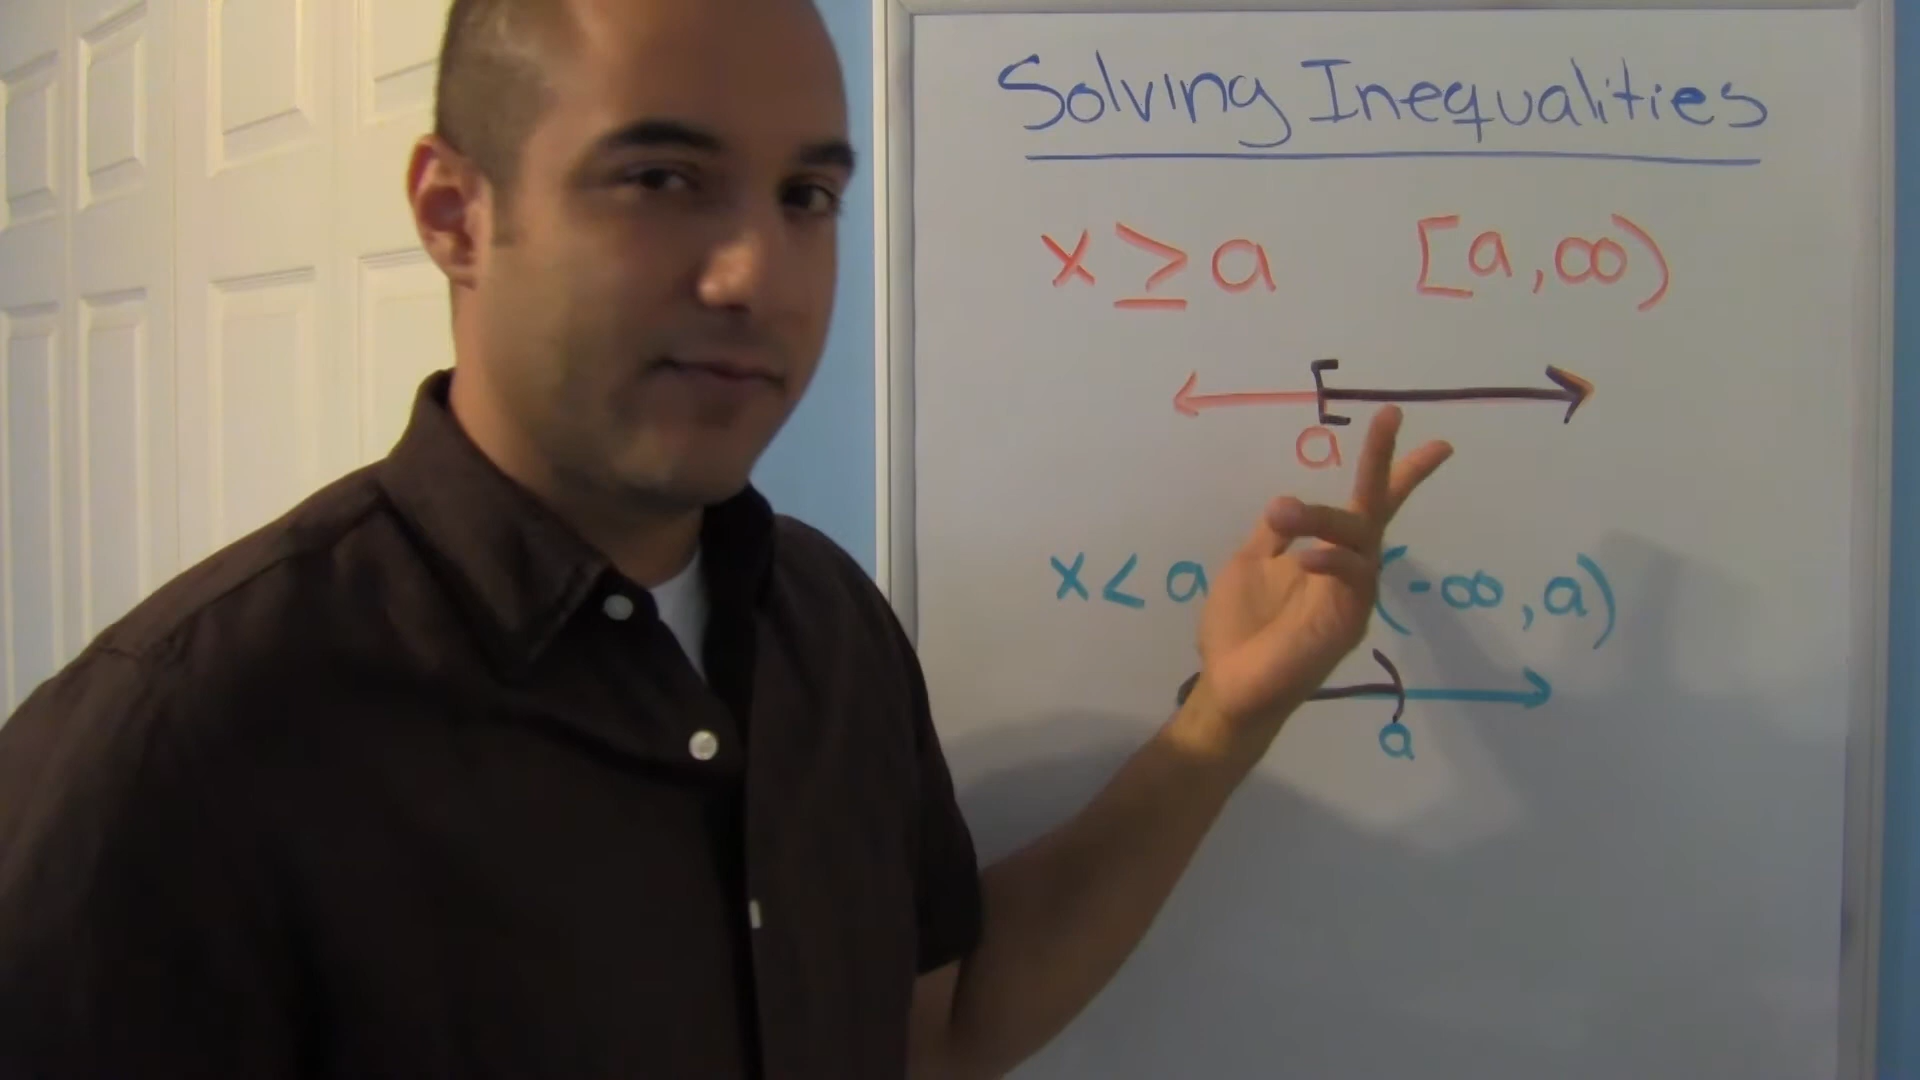 Solving Inequalities
x ≥ a [a, ∞)
a
x < a (-∞, a)
a